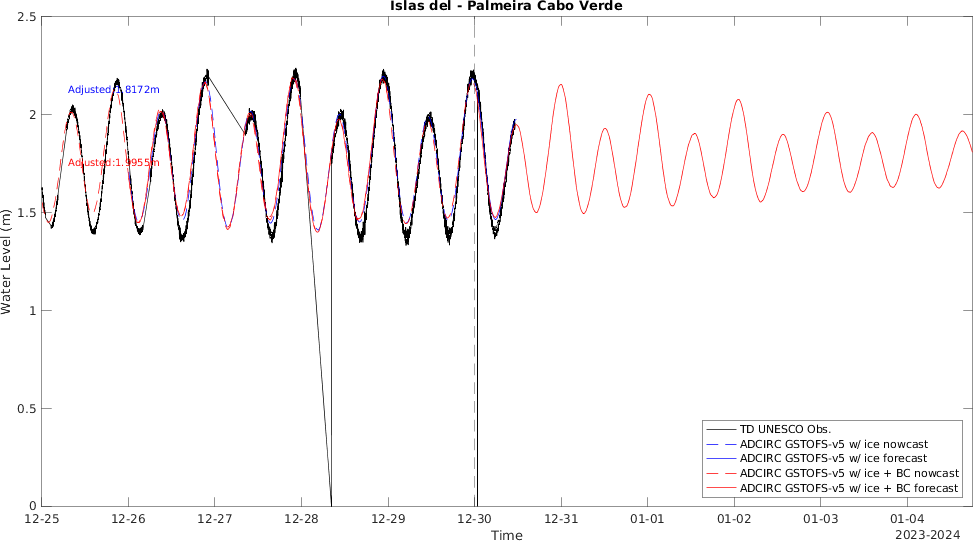 Islas del - Palmeira Cabo Verde
2.5
2
1.5
1
0.5
0
Water Level (m)
Adjusted:1.8172m
Adjusted:1.9955m
TD UNESCO Obs.
ADCIRC GSTOFS-v5 w/ ice nowcast
ADCIRC GSTOFS-v5 w/ ice forecast
ADCIRC GSTOFS-v5 w/ ice + BC nowcast
ADCIRC GSTOFS-v5 w/ ice + BC forecast
12-25 12-26 12-27 12-28 12-29 12-30 12-31 01-01 01-02 01-03 01-04
Time
2023-2024